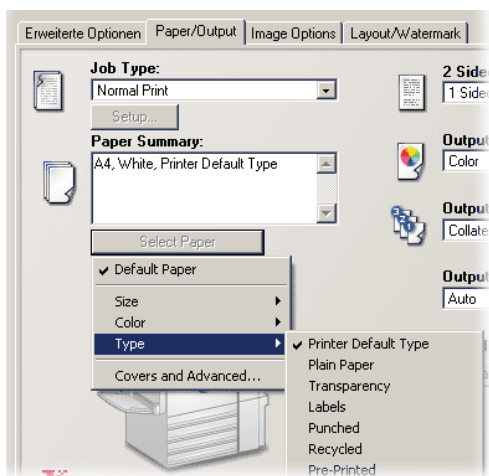 Erweiterte Optionen Paper/Output Image Options Layout/Watermark
Job Type:
Normal Print
Setup...
Paper Summary:
A4, White, Printer Default Type
Select Paper
Default Paper
Size
Color
Type
Covers and Advanced...
Printer Default Type
Plain Paper
Transparency
Labels
Punched
Recycled
Pre-Printed
2 Side
1 Side
Output
Color
Output
Collate
Output
Auto